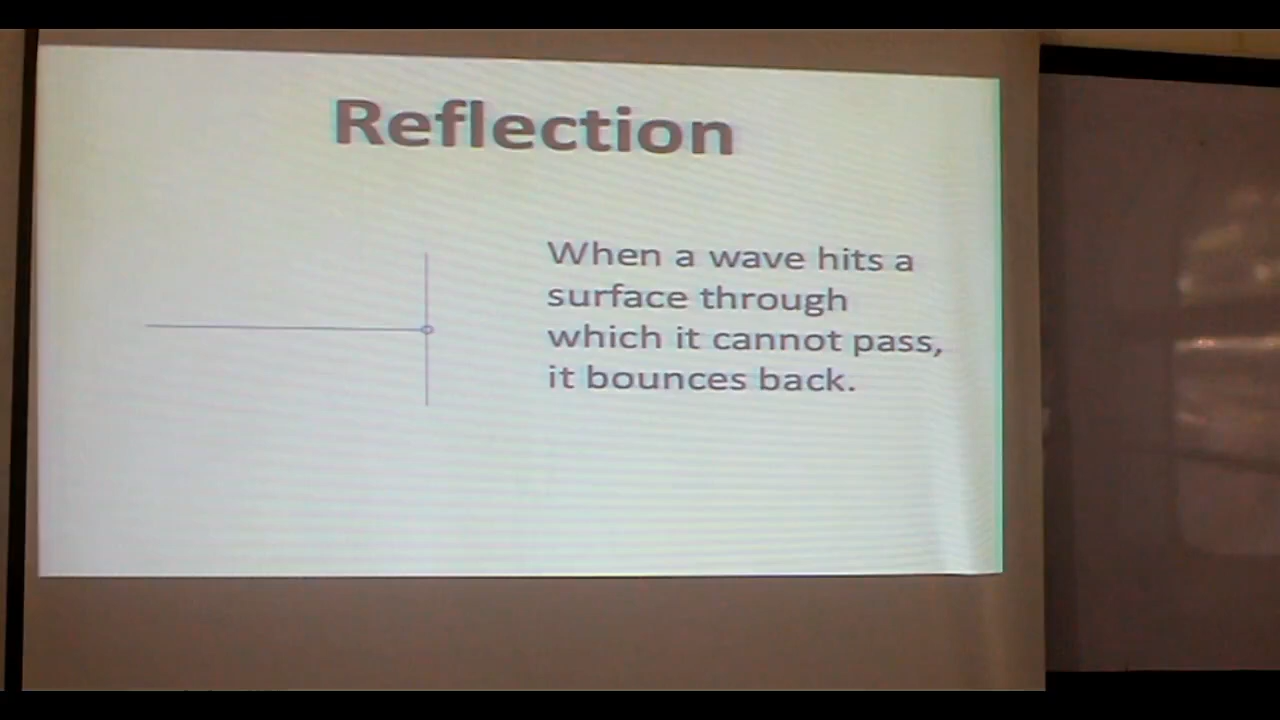 Reflection
When a wave hits a
surface through
which it cannot pass,
it bounces back.